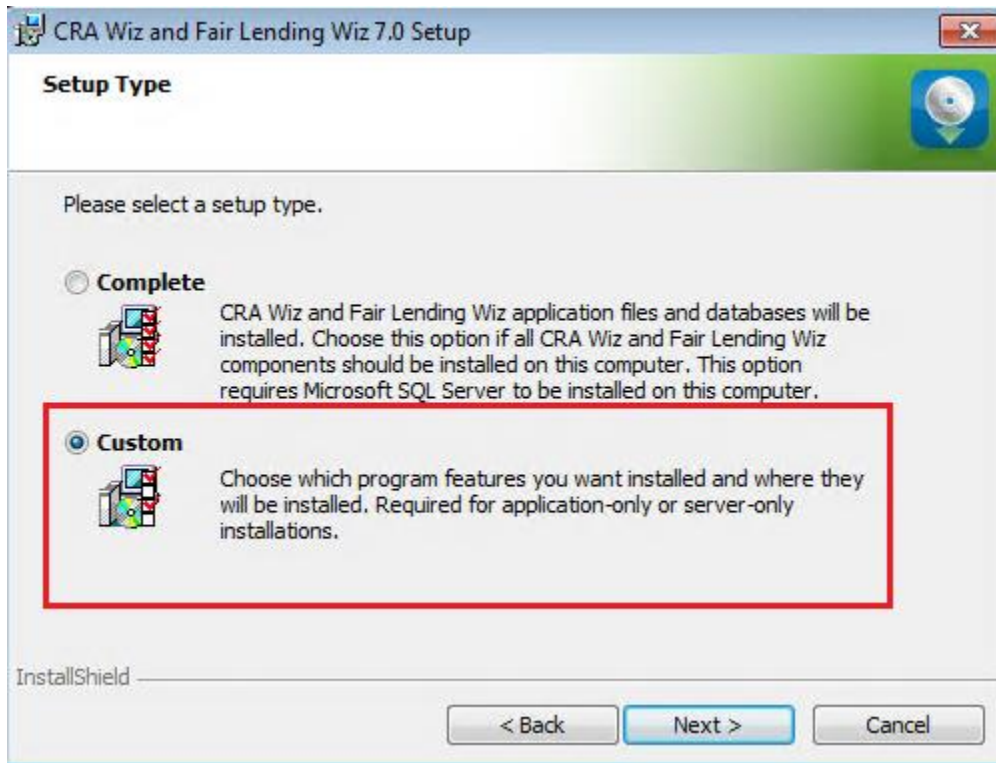 CRA Wiz and Fair Lending Wiz 7.0 Setup
Setup Type
Please select a setup type.
Complete
CRA Wiz and Fair Lending Wiz application files and databases will be
installed. Choose this option if all CRA Wiz and Fair Lending Wiz
components should be installed on this computer. This option
requires Microsoft SQL Server to be installed on this computer.
Custom
Choose which program features you want installed and where they
will be installed. Required for application-only or server-only
installations.
InstallShield
< Back Next > Cancel